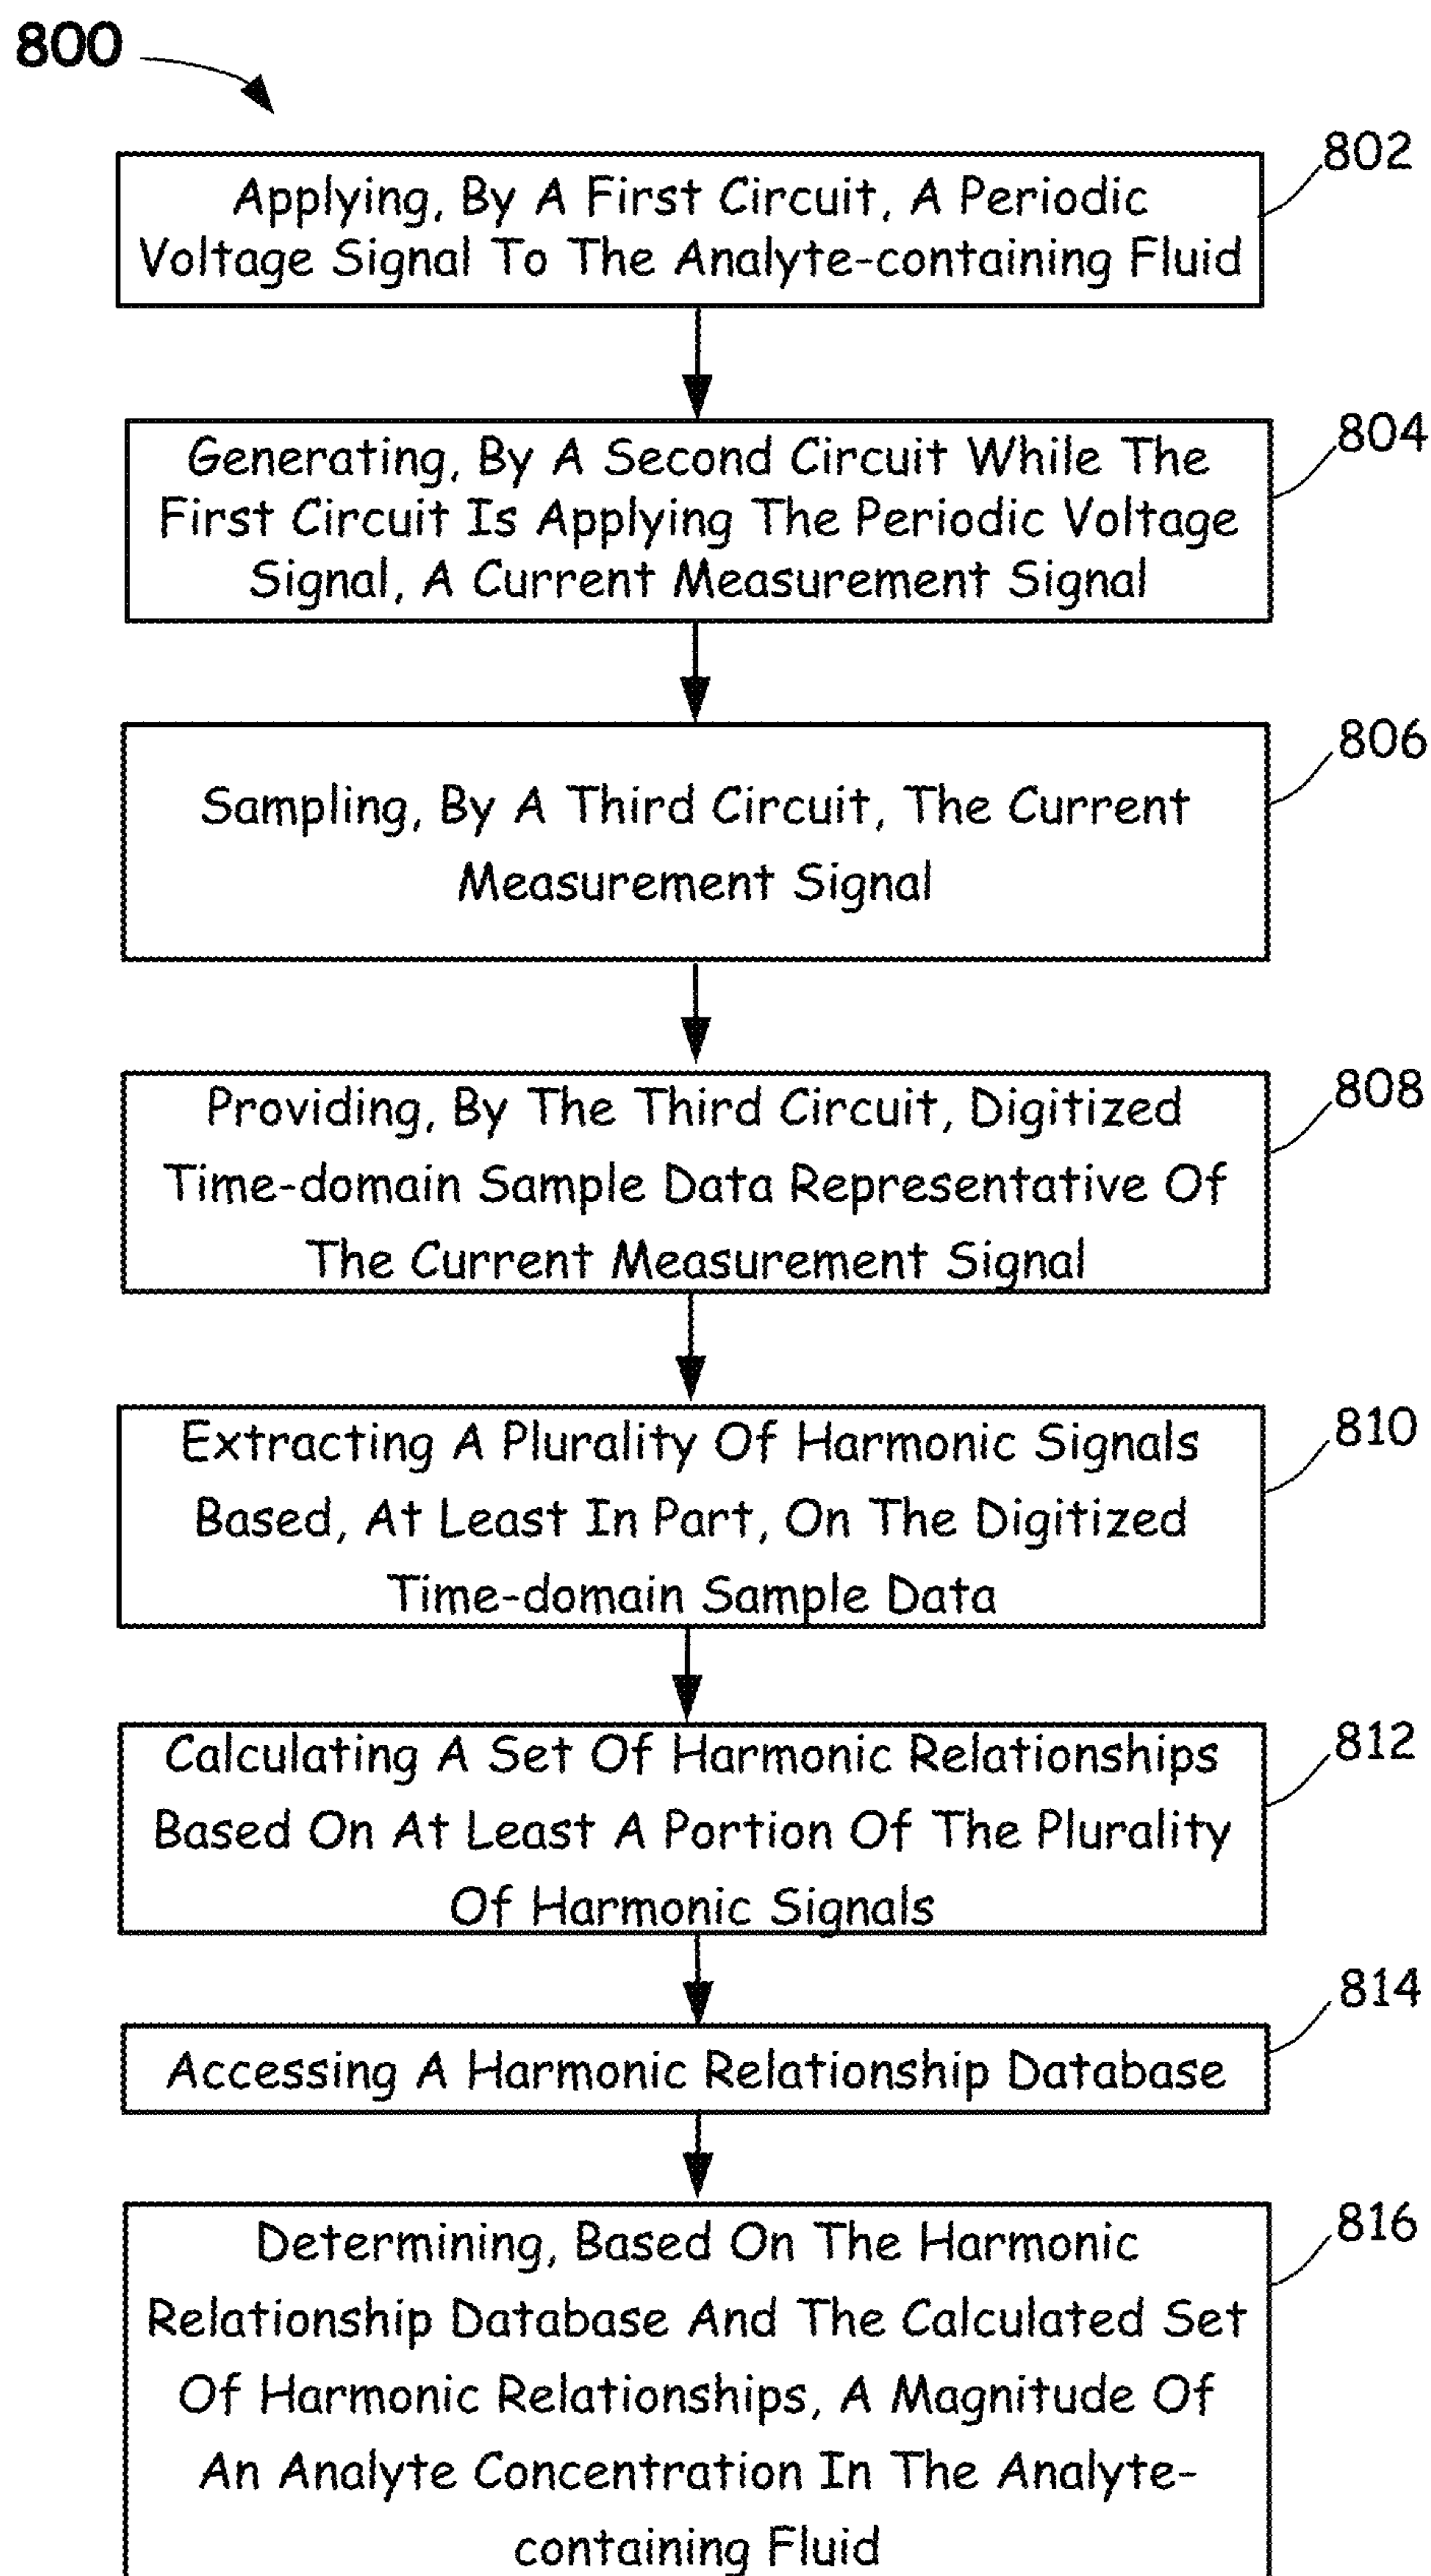 800
802
Applying, By A First Circuit, A Periodic
Voltage Signal To The Analyte-containing Fluid
804
Generating, By A Second Circuit While The
First Circuit Is Applying The Periodic Voltage
Signal, A Current Measurement Signal
806
Sampling, By A Third Circuit, The Current
Measurement Signal
808
Providing, By The Third Circuit, Digitized
Time-domain Sample Data Representative Of
The Current Measurement Signal
810
Extracting A Plurality Of Harmonic Signals
Based, At Least In Part, On The Digitized
Time-domain Sample Data
812
Calculating A Set Of Harmonic Relationships
Based On At Least A Portion Of The Plurality
Of Harmonic Signals
814
Accessing A Harmonic Relationship Database
816
Determining, Based On The Harmonic
Relationship Database And The Calculated Set
Of Harmonic Relationships, A Magnitude Of
An Analyte Concentration In The Analyte-
containing Fluid